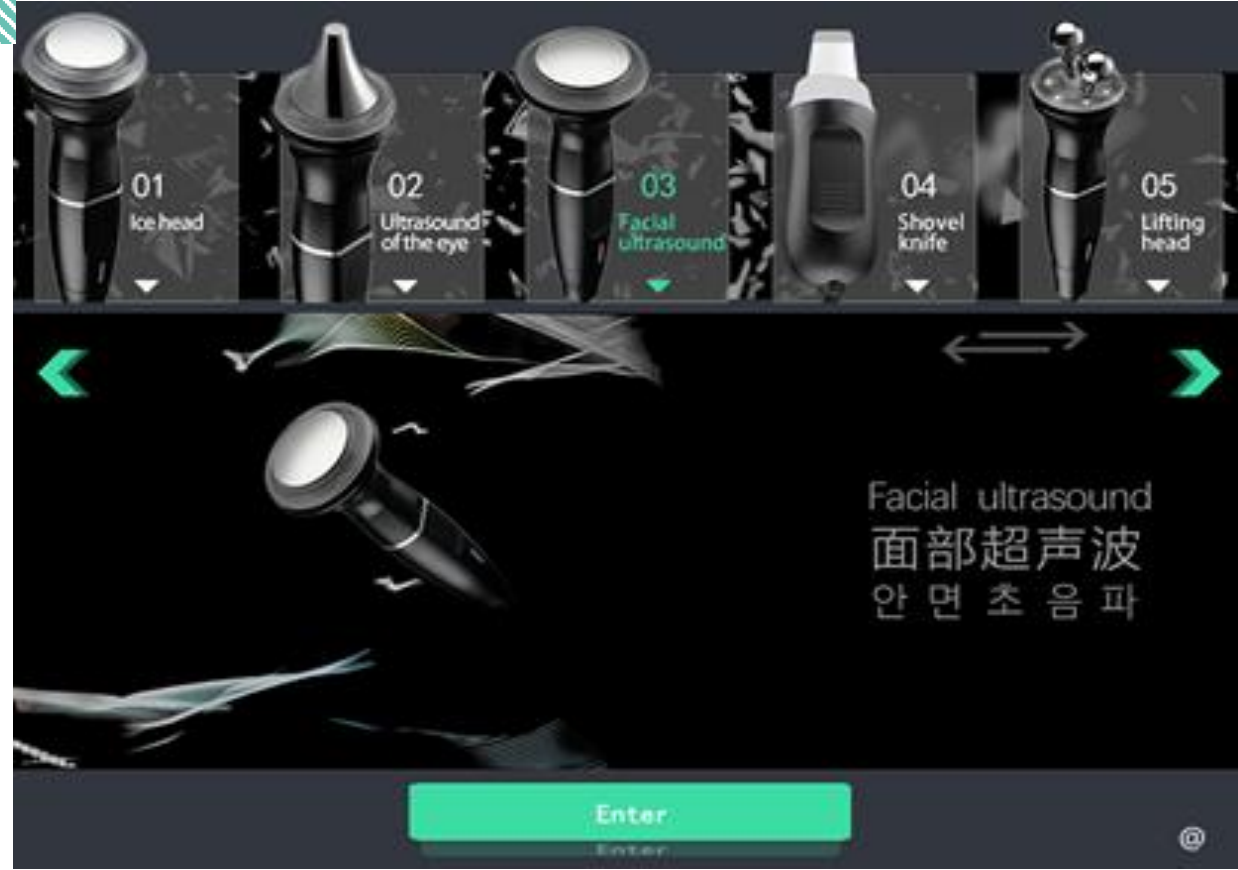 01
Ice head
02
Ultrasound
of the eye
03
Facial
ultrasound
04
Shovel
knife
05
Lifting
head
Facial ultrasound
面部超声波
안면초음파
Enter
Enter
@